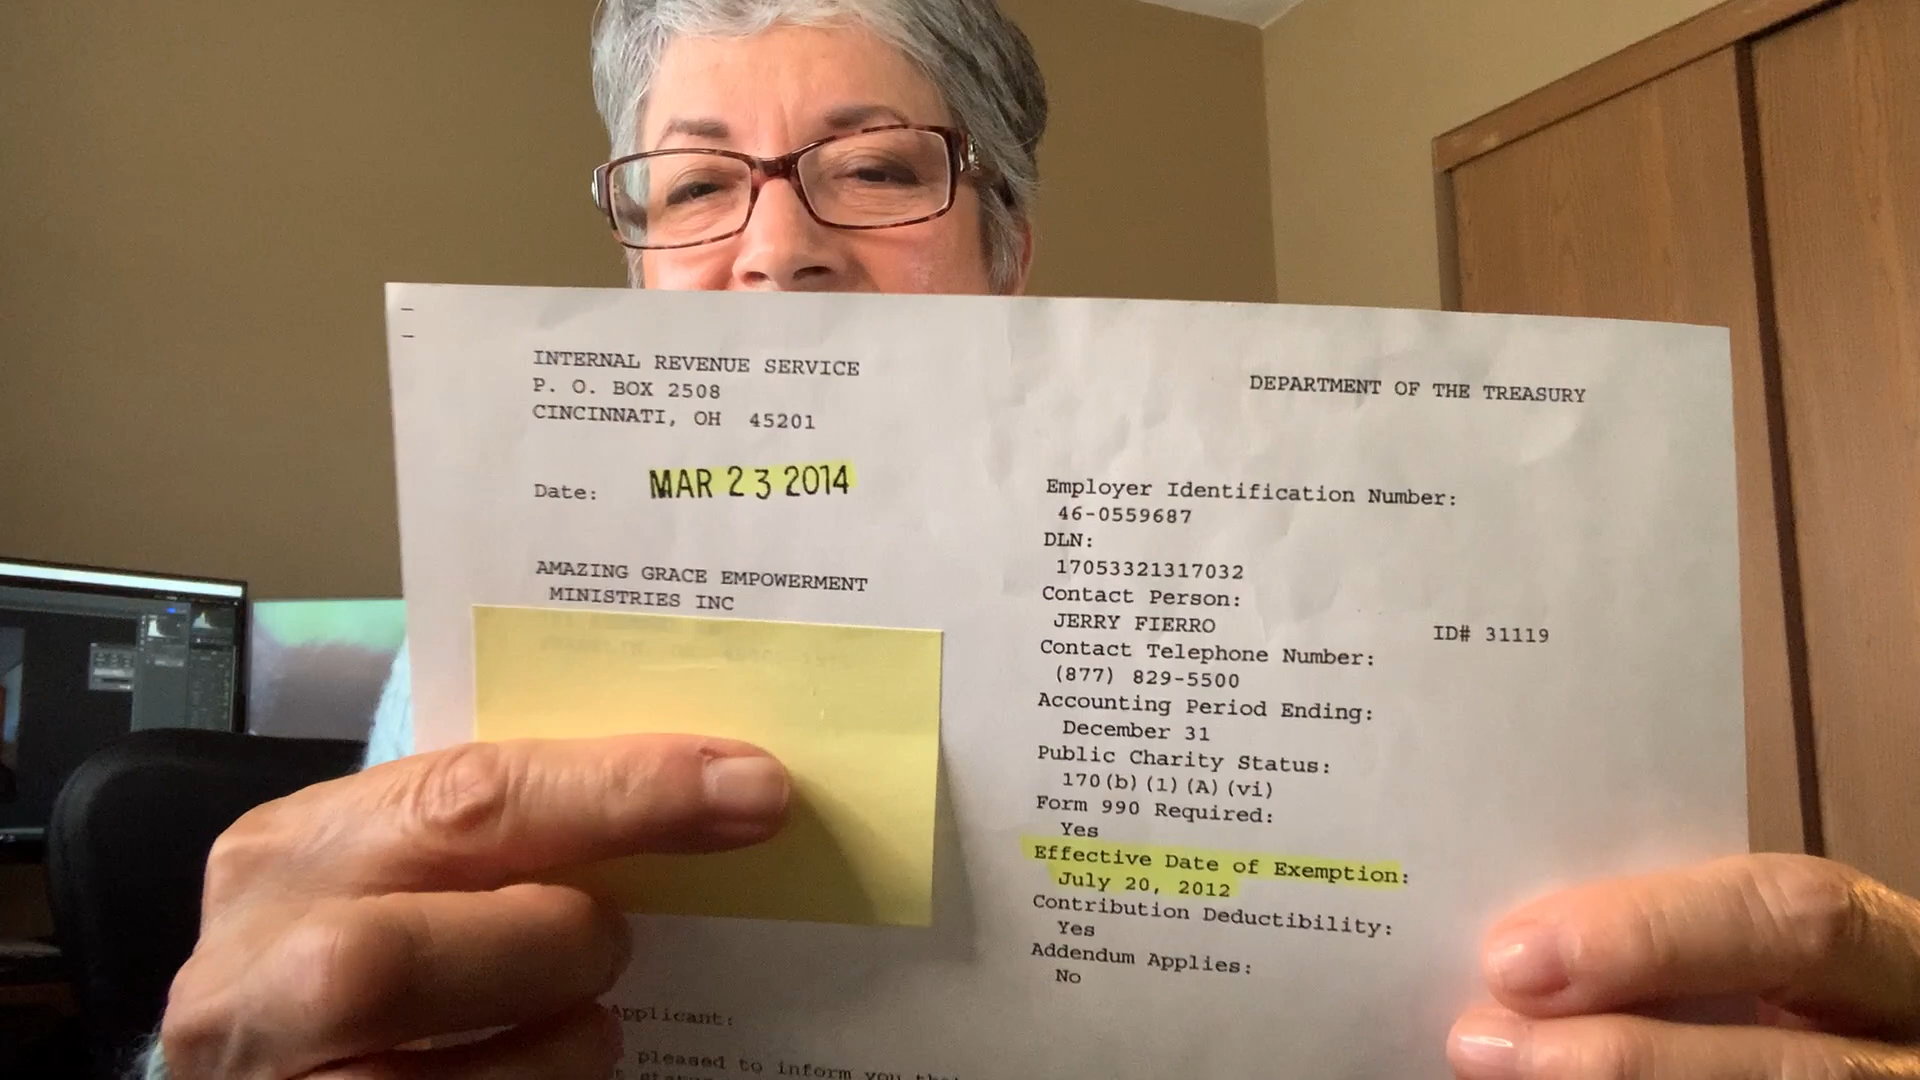 INTERNAL REVENUE SERVICE
P. O. BOX 2508
CINCINNATI, OH 45201
DEPARTMENT OF THE TREASURY
Date: MAR 23 2014
AMAZING GRACE EMPOWERMENT
MINISTRIES INC
Employer Identification Number:
46-0559687
DLN:
17053321317032
Contact Person:
JERRY FIERRO ID# 31119
Contact Telephone Number:
(877) 829-5500
Accounting Period Ending:
December 31
Public Charity Status:
170(b)(1)(A)(vi)
Form 990 Required:
Yes
Effective Date of Exemption:
July 20, 2012
Contribution Deductibility:
Yes
Addendum Applies:
No
Applicant:
pleased to inform you